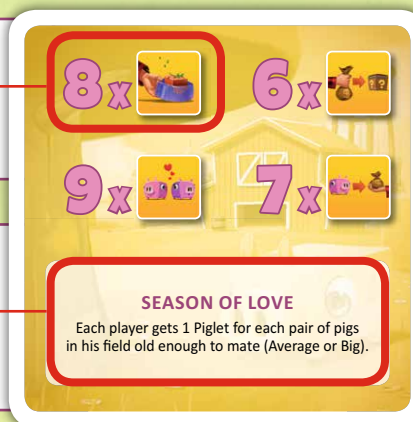 8x 6x
?
9x 7x
SEASON OF LOVE
Each player gets 1 Piglet for each pair of pigs
in his field old enough to mate (Average or Big).